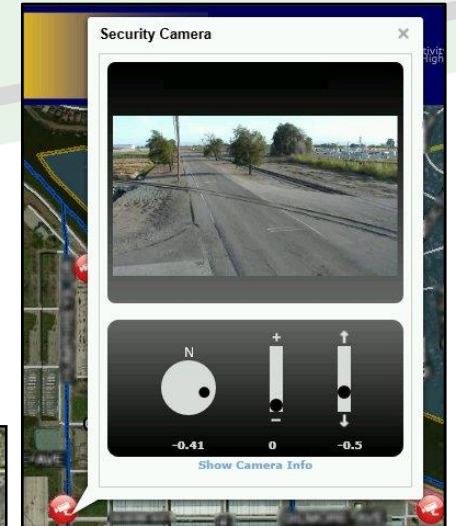 Security Camera
×
N
+
−
↑
↓
-0.41
0
-0.5
Show Camera Info